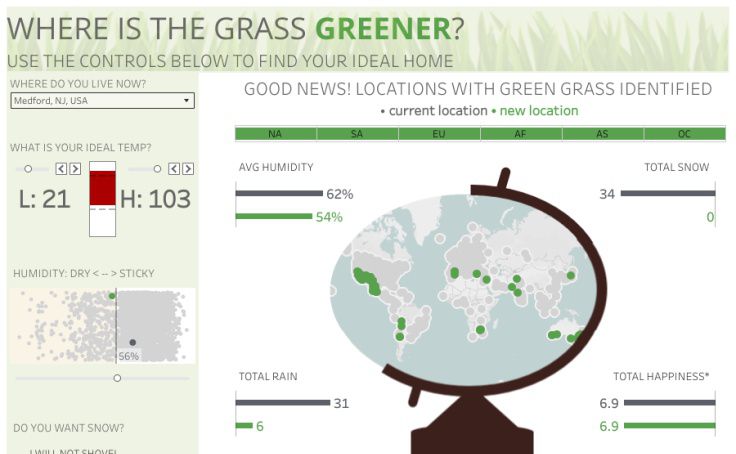 WHERE IS THE GRASS GREENER?
USE THE CONTROLS BELOW TO FIND YOUR IDEAL HOME
WHERE DO YOU LIVE NOW?
Medford, NJ, USA
WHAT IS YOUR IDEAL TEMP?
L: 21 H: 103
HUMIDITY: DRY < -- > STICKY
56%
DO YOU WANT SNOW?
I WILL NOT SHOVEL
GOOD NEWS! LOCATIONS WITH GREEN GRASS IDENTIFIED
• current location • new location
NA SA EU AF AS OC
AVG HUMIDITY
62%
54%
TOTAL SNOW
34
0
TOTAL RAIN
31
6
TOTAL HAPPINESS*
6.9
6.9